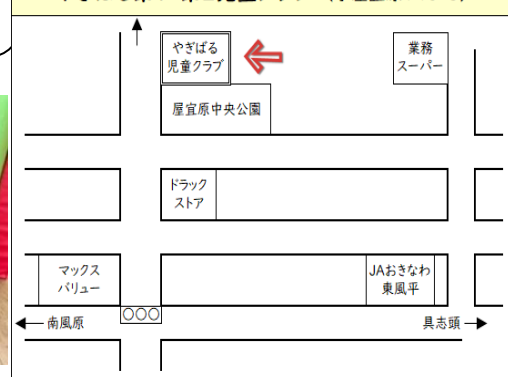 やぎばる
児童クラブ
業務
スーパー
屋宜原中央公園
ドラック
ストア
マックス
バリュー
JAおきなわ
東風平
南風原
〇〇〇
具志頭